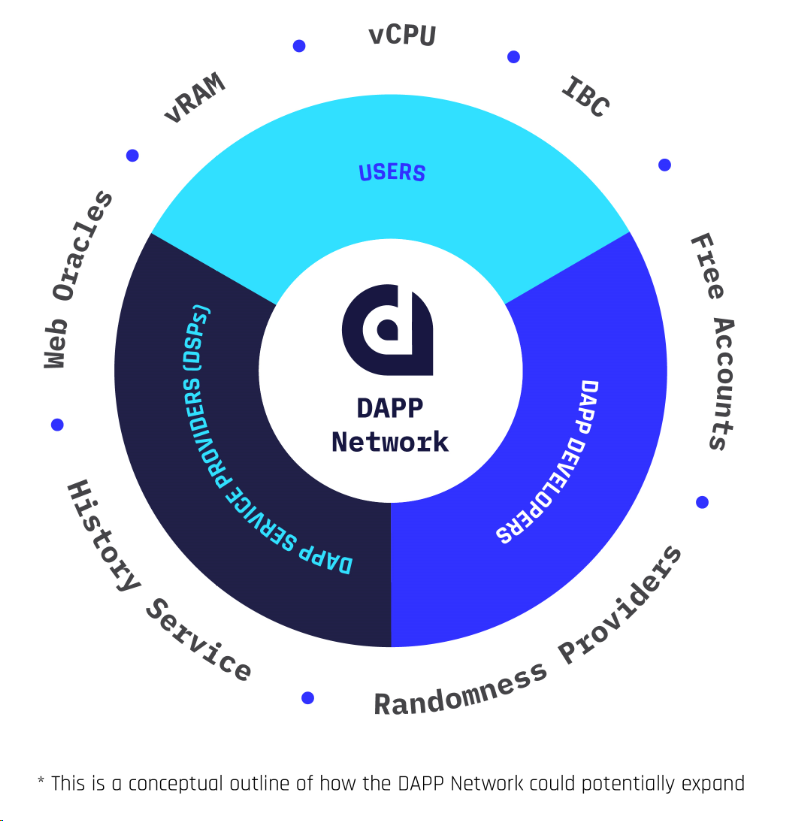 vCPU
IBC
Free Accounts
Randomness Providers
History Service
Web Oracles
vRAM
USERS
DAPP DEVELOPERS
DAPP SERVICE PROVIDERS (DSPs)
DAPP
Network
* This is a conceptual outline of how the DAPP Network could potentially expand